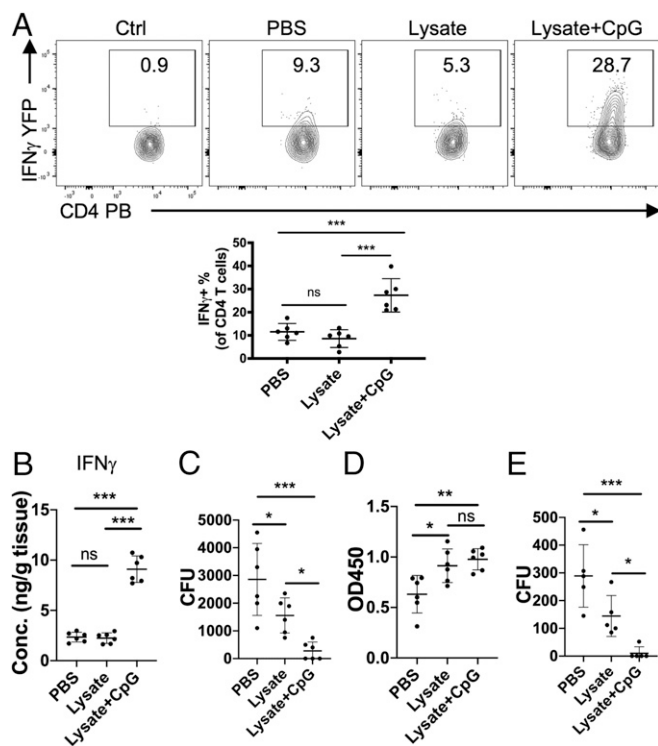 A
Ctrl PBS Lysate Lysate+CpG
0.9 9.3 5.3 28.7
IFNγ YFP
CD4 PB
***
***
ns
50
40
30
20
10
0
IFNγ+ %
(of CD4 T cells)
PBS Lysate Lysate+CpG
B IFNγ
***
***
ns
15
10
5
0
Conc. (ng/g tissue)
PBS Lysate Lysate+CpG
C
***
*
*
5000
4000
3000
2000
1000
0
CFU
PBS Lysate Lysate+CpG
D
**
* ns
1.5
1.0
0.5
0.0
OD450
PBS Lysate Lysate+CpG
E
***
*
*
500
400
300
200
100
0
CFU
PBS Lysate Lysate+CpG